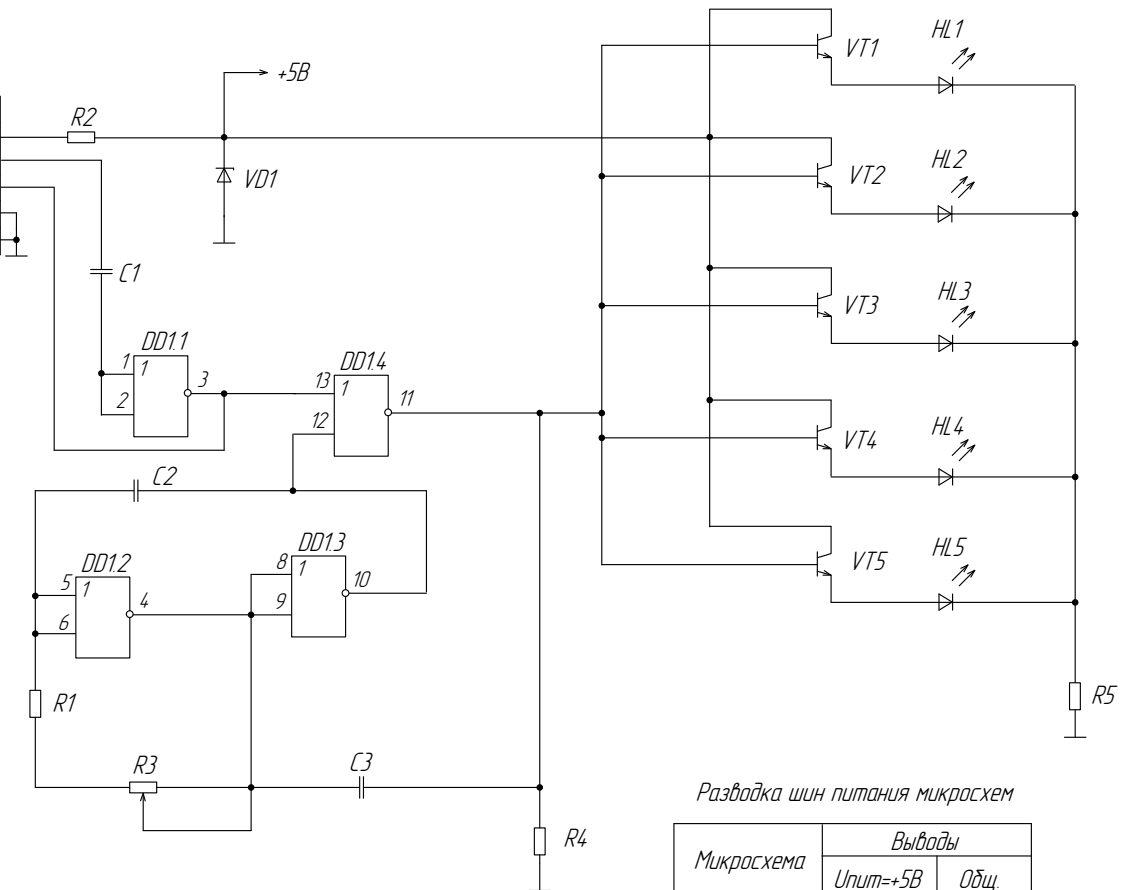 HL1
VT1
+5В
R2
HL2
VD1
VT2
C1
HL3
VT3
DD1.1
1
1
3
2
DD1.4
13
1
11
12
HL4
VT4
C2
DD1.2
5
1
4
6
DD1.3
8
1
10
9
HL5
VT5
R1
R5
R3
C3
R4
Разводка шин питания микросхем
Микросхема
Выводы
Uпит=+5В
Общ.